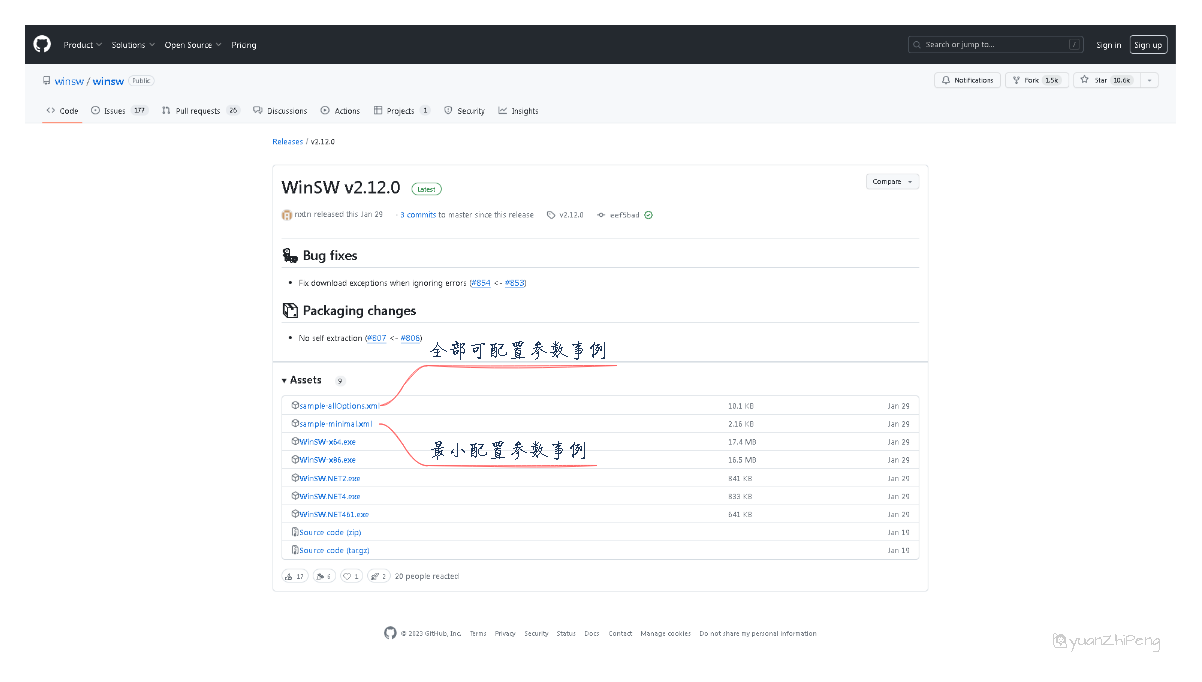 Product Solutions Open Source Pricing Search or jump to... / Sign in Sign up
winsw / winsw Public Notifications Fork 1.5k Star 10.6k
Code Issues 177 Pull requests 26 Discussions Actions Projects 1 Security Insights
Releases / v2.12.0
WinSW v2.12.0 Latest Compare
released this Jan 29 · 3 commits to master since this release v2.12.0 eef5bad
Bug fixes
• Fix download exceptions when ignoring errors (#854 <- #853)
Packaging changes
• No self extraction (#807 <- #806)
全部可配置参数事例
Assets 9
sample-allOptions.xml 10.1 KB Jan 29
sample-minimal.xml 2.16 KB Jan 29
WinSW-x64.exe 17.4 MB Jan 29
最小配置参数事例
WinSW-x86.exe 16.5 MB Jan 29
WinSW.NET2.exe 841 KB Jan 29
WinSW.NET4.exe 833 KB Jan 29
WinSW.NET461.exe 641 KB Jan 29
Source code (zip) Jan 19
Source code (tar.gz) Jan 19
17 6 1 2 20 people reacted
© 2023 GitHub, Inc. Terms Privacy Security Status Docs Contact Manage cookies Do not share my personal information
yuanZhiPeng